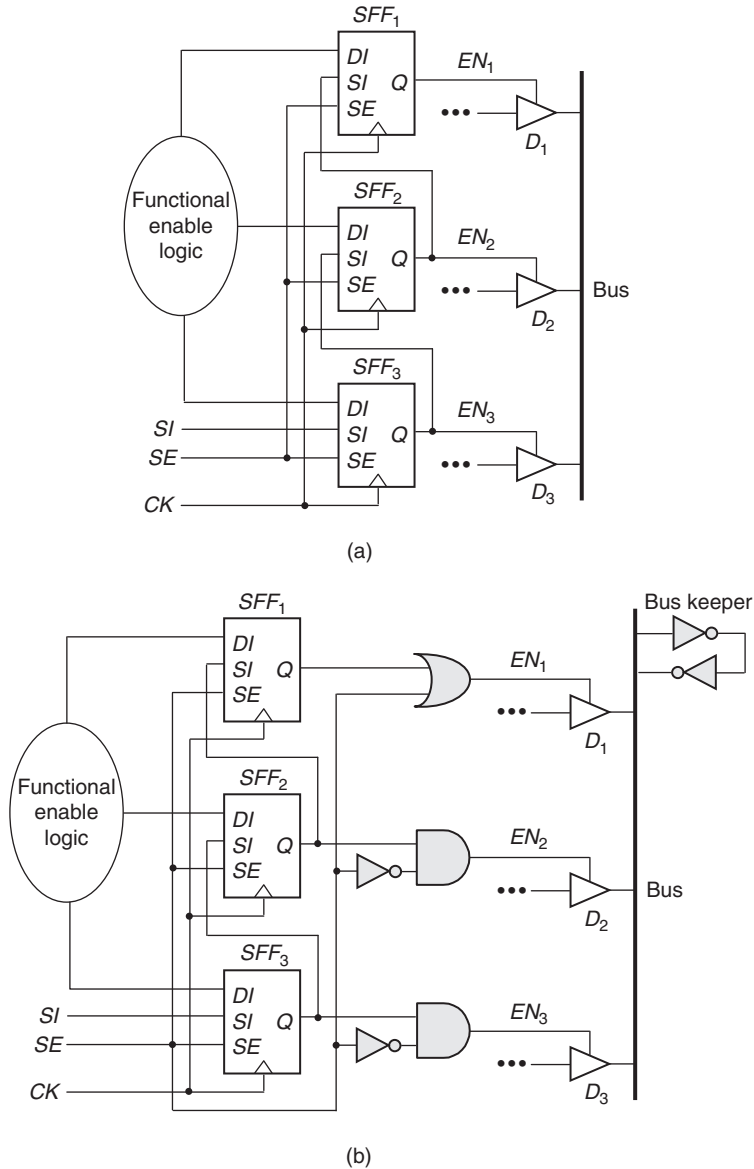 SFF1
DI
SI
SE
Q
EN1
D1
Functional
enable
logic
SFF2
DI
SI
SE
Q
EN2
D2
Bus
SFF3
DI
SI
SE
Q
EN3
D3
SI
SE
CK
(a)
Bus keeper
SFF1
DI
SI
SE
Q
EN1
D1
Functional
enable
logic
SFF2
DI
SI
SE
Q
EN2
D2
Bus
SFF3
DI
SI
SE
Q
EN3
D3
SI
SE
CK
(b)